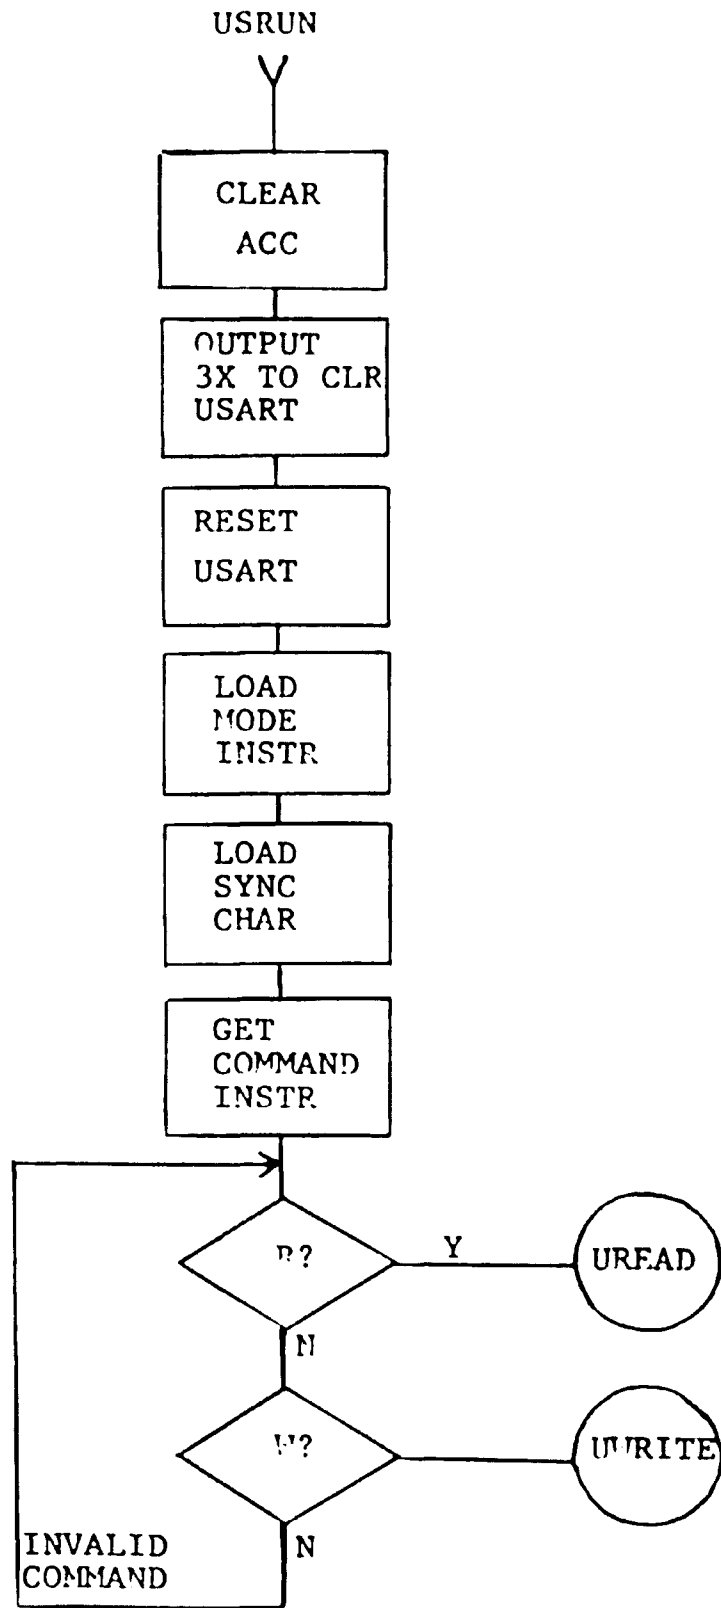 USRUN
CLEAR
ACC
OUTPUT
3X TO CLR
USART
RESET
USART
LOAD
MODE
INSTR
LOAD
SYNC
CHAR
GET
COMMAND
INSTR
R?
Y
UREAD
N
W?
UWRITE
INVALID
COMMAND
N